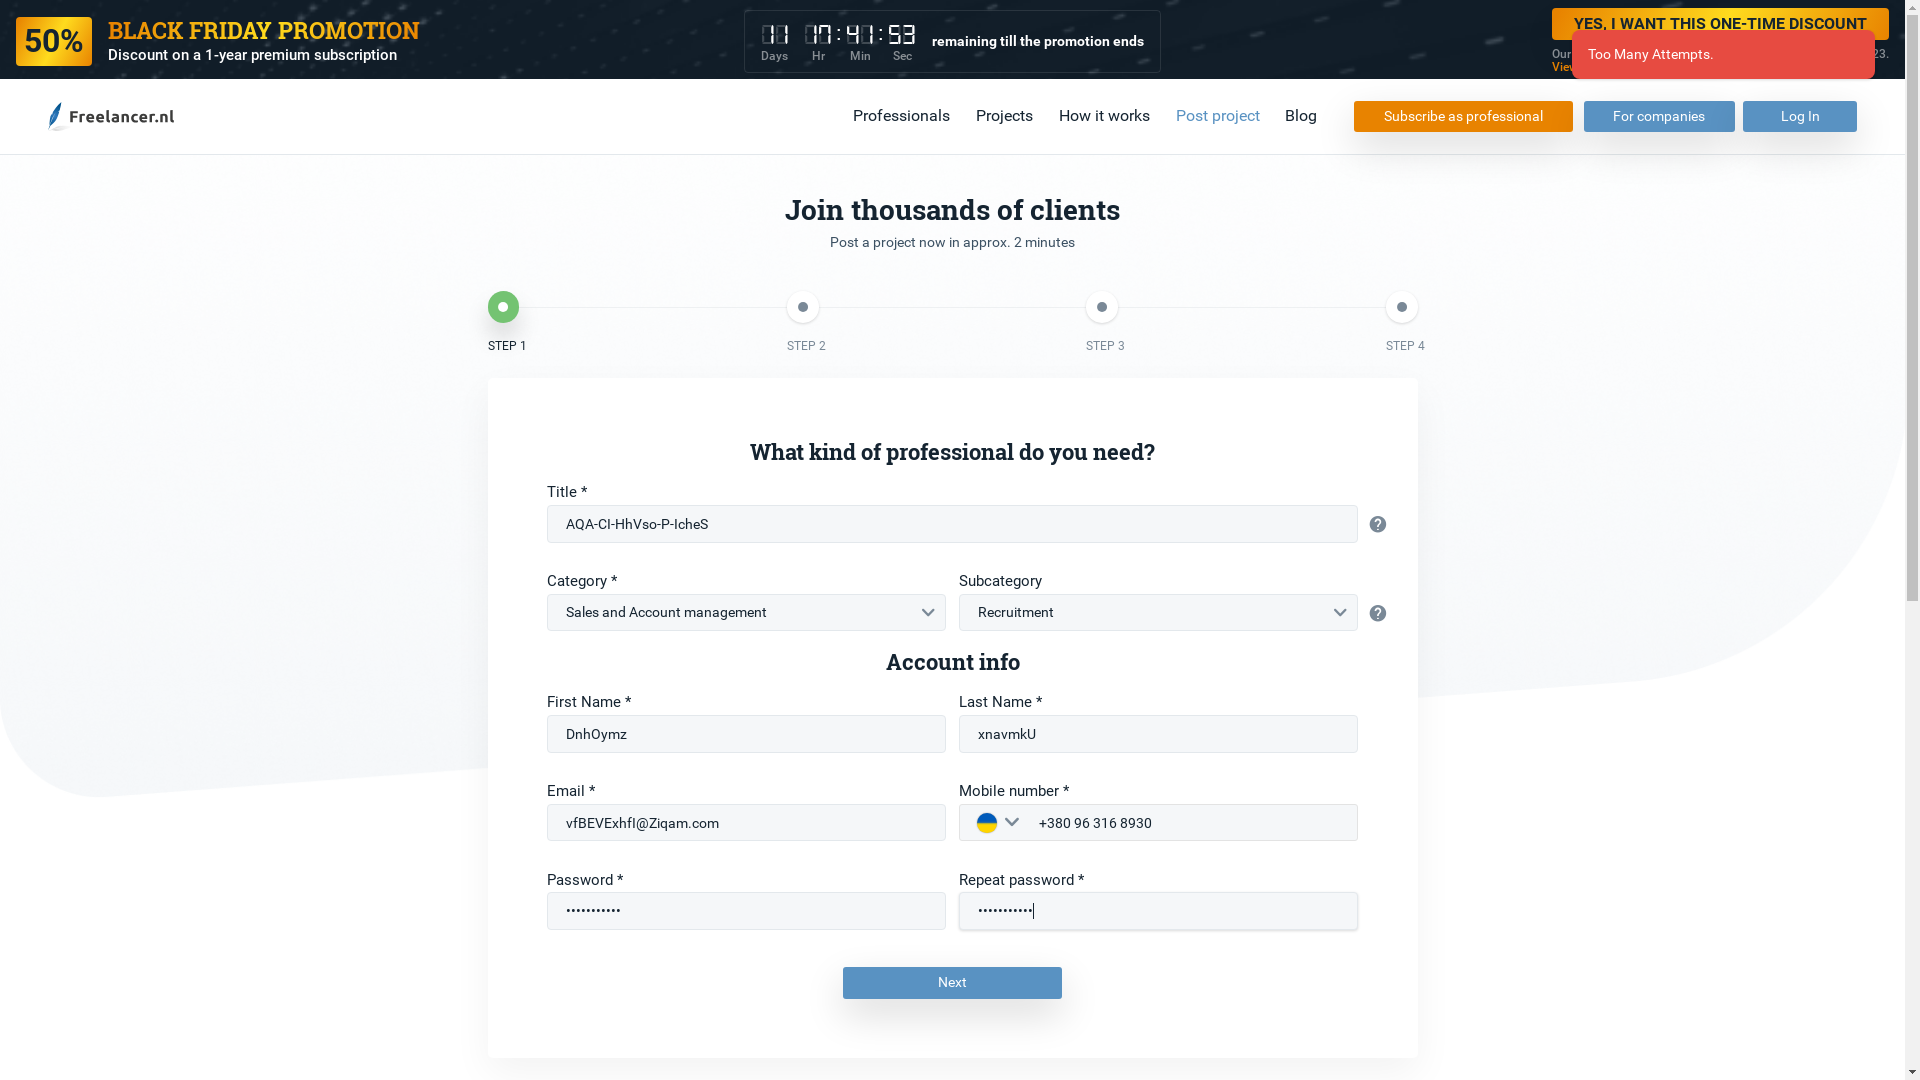 50%
BLACK FRIDAY PROMOTION
Discount on a 1-year premium subscription
11 17:41:53
Days Hr Min Sec
remaining till the promotion ends
YES, I WANT THIS ONE-TIME DISCOUNT
Our
23.
Too Many Attempts.
Freelancer.nl
Professionals
Projects
How it works
Post project
Blog
Subscribe as professional
For companies
Log In
Join thousands of clients
Post a project now in approx. 2 minutes
STEP 1
STEP 2
STEP 3
STEP 4
What kind of professional do you need?
Title *
AQA-CI-HhVso-P-IcheS
Category *
Subcategory
Sales and Account management
Recruitment
Account info
First Name *
Last Name *
DnhOymz
xnavmkU
Email *
Mobile number *
vfBEVExhfI@Ziqam.com
+380 96 316 8930
Password *
Repeat password *
•••••••••••
•••••••••••
Next